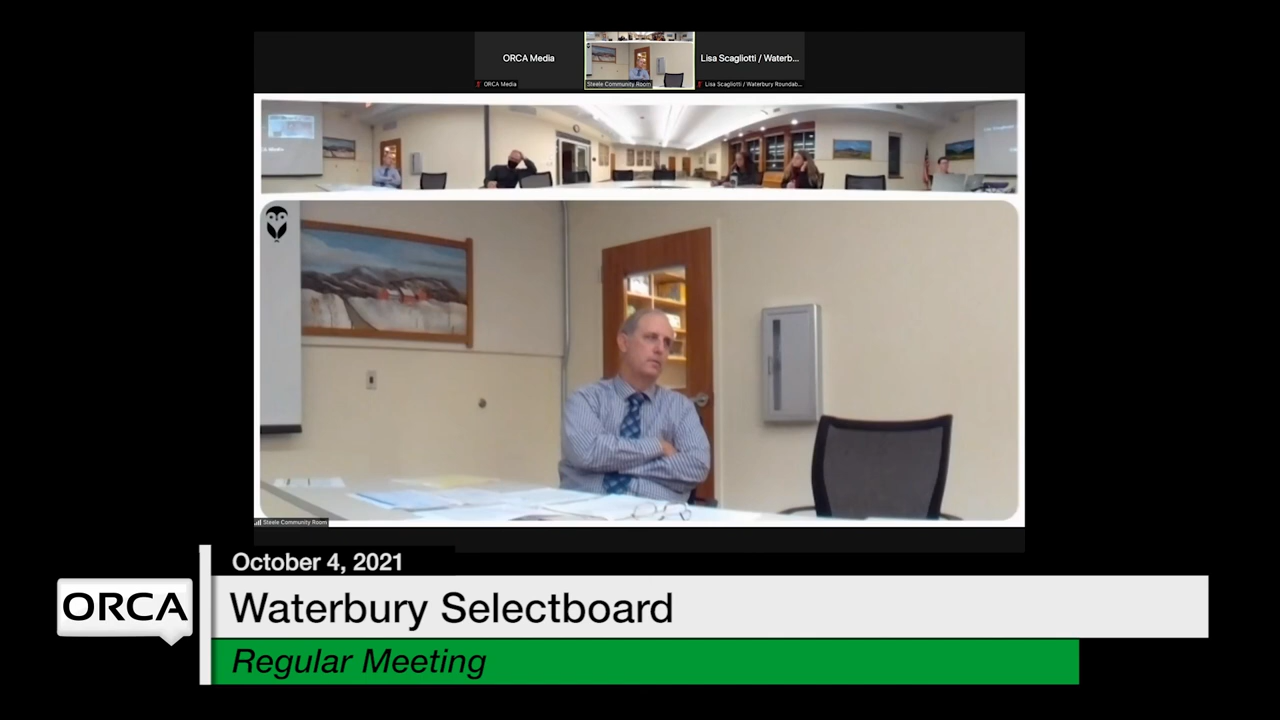 ORCA Media
Lisa Scagliotti / Waterb...
ORCA Media
Steele Community Room
Lisa Scagliotti / Waterbury Roundab...
Steele Community Room
October 4, 2021
ORCA
Waterbury Selectboard
Regular Meeting